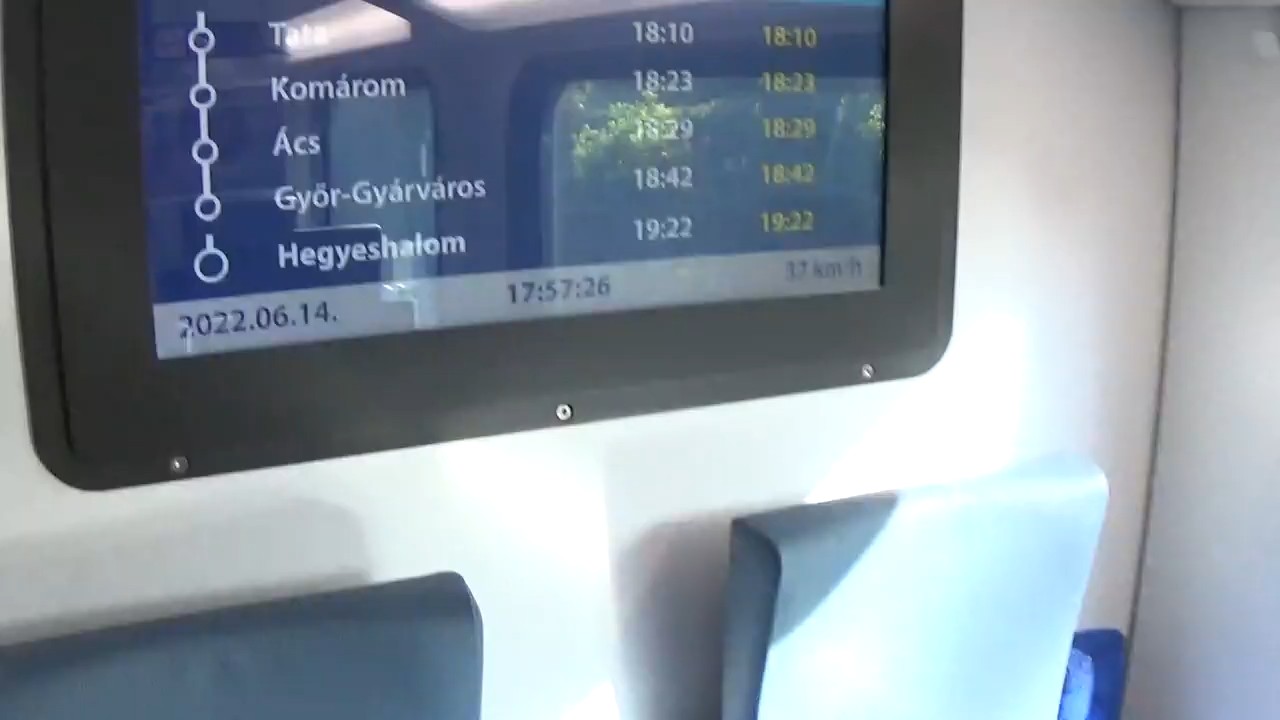 Tata 18:10 18:10
Komárom 18:23 18:23
Ács 18:29 18:29
Győr-Gyárváros 18:42 18:42
Hegyeshalom 19:22 19:22
2022.06.14. 17:57:26 37 km/h